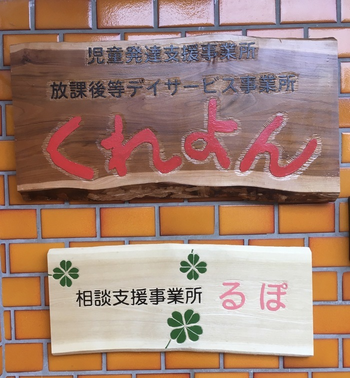 児童発達支援事業所
放課後等デイサービス事業所
くれよん
相談支援事業所 るぽ